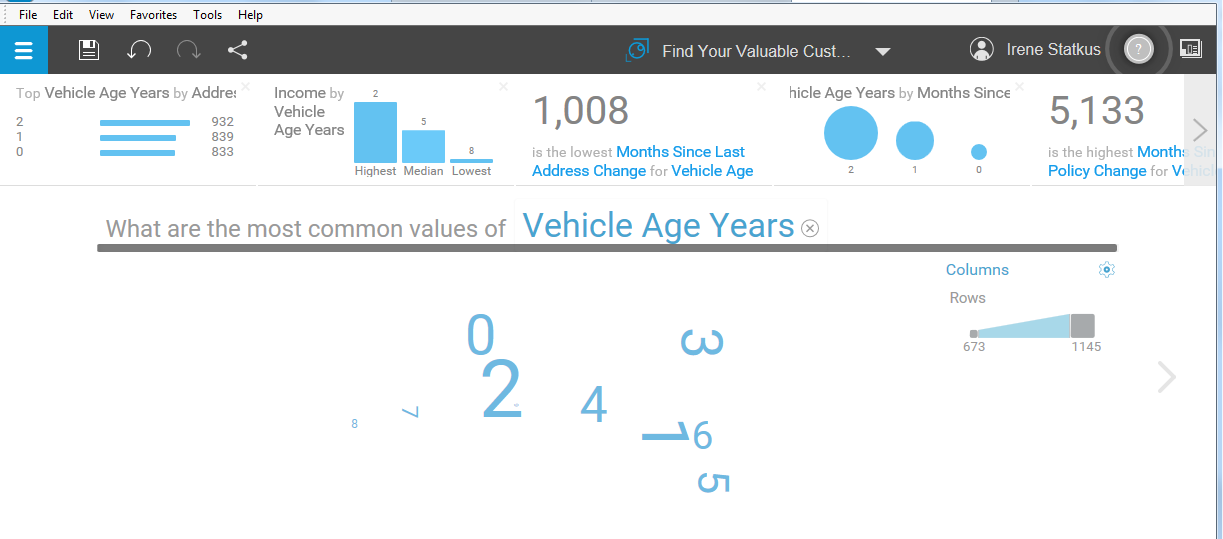 File Edit View Favorites Tools Help
Find Your Valuable Cust...
Irene Statkus
?
Top Vehicle Age Years by Addres
2 932
1 839
0 833
Income by
Vehicle
Age Years
2
5
8
Highest Median Lowest
1,008
is the lowest Months Since Last
Address Change for Vehicle Age
hicle Age Years by Months Since
2 1 0
5,133
is the highest Months Sin
Policy Change for Vehicl
What are the most common values of Vehicle Age Years
Columns
Rows
673 1145
0
3
2
4
7
8
1
6
5